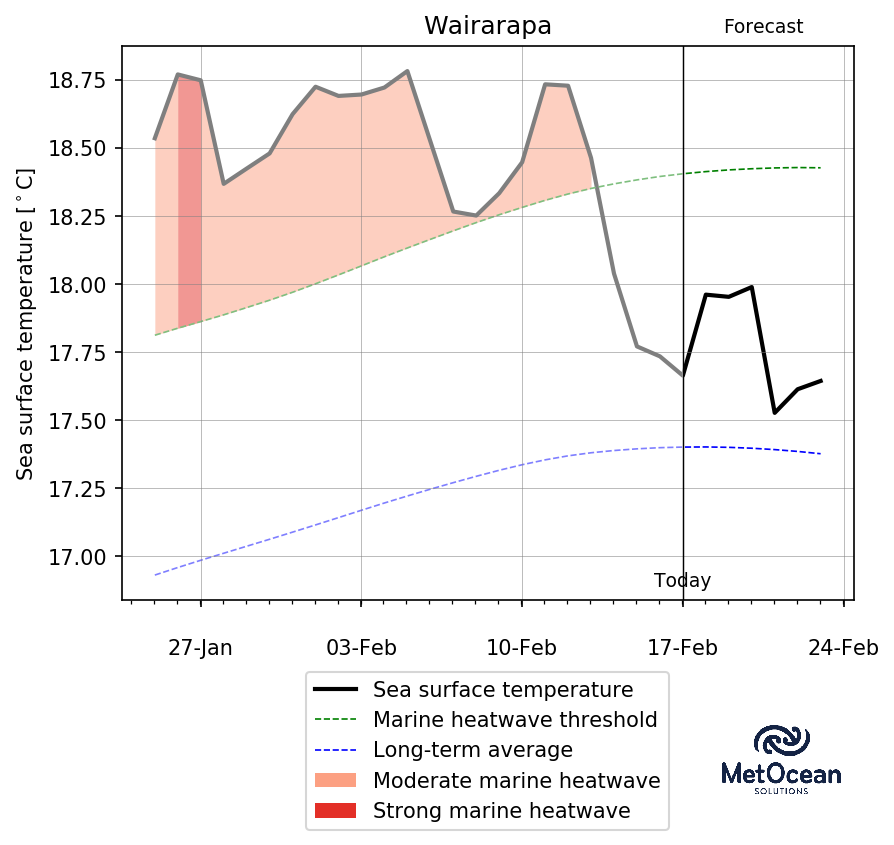 Wairarapa
Forecast
18.75
18.50
18.25
18.00
17.75
17.50
17.25
17.00
Sea surface temperature [°C]
Today
27-Jan 03-Feb 10-Feb 17-Feb 24-Feb
Sea surface temperature
Marine heatwave threshold
Long-term average
Moderate marine heatwave
Strong marine heatwave
MetOcean
SOLUTIONS